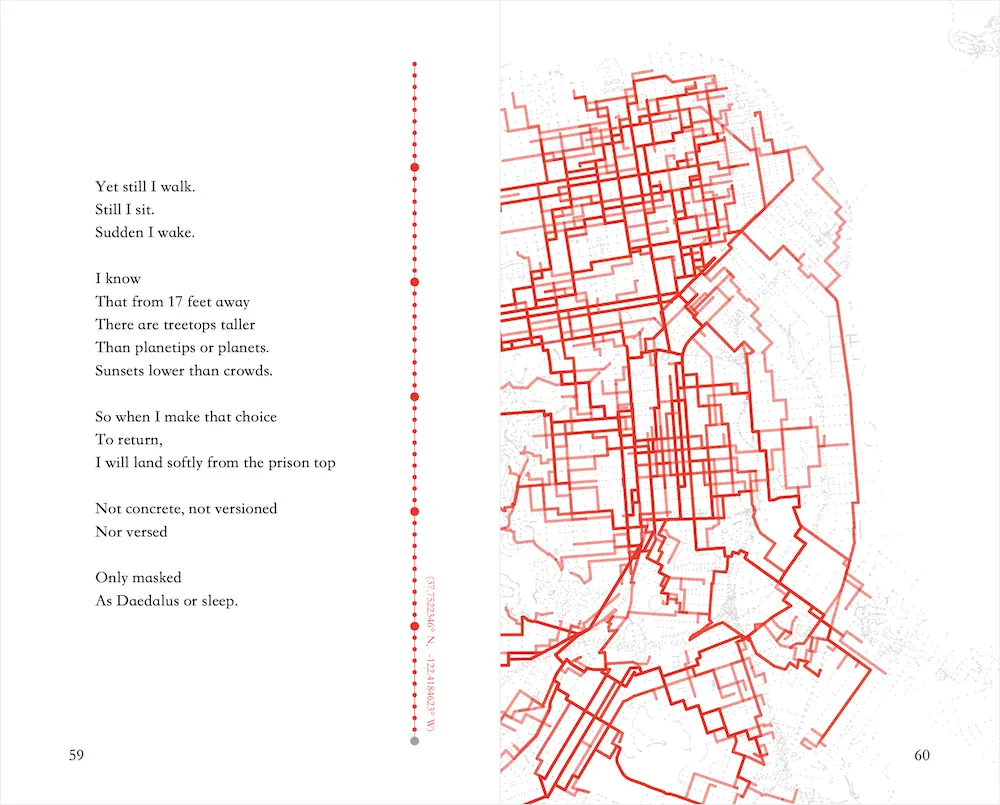 Yet still I walk.
Still I sit.
Sudden I wake.
I know
That from 17 feet away
There are treetops taller
Than planetips or planets.
Sunsets lower than crowds.
So when I make that choice
To return,
I will land softly from the prison top
Not concrete, not versioned
Nor versed
Only masked
As Daedalus or sleep.
(37.7522346° N, -122.4184623° W)
59
60